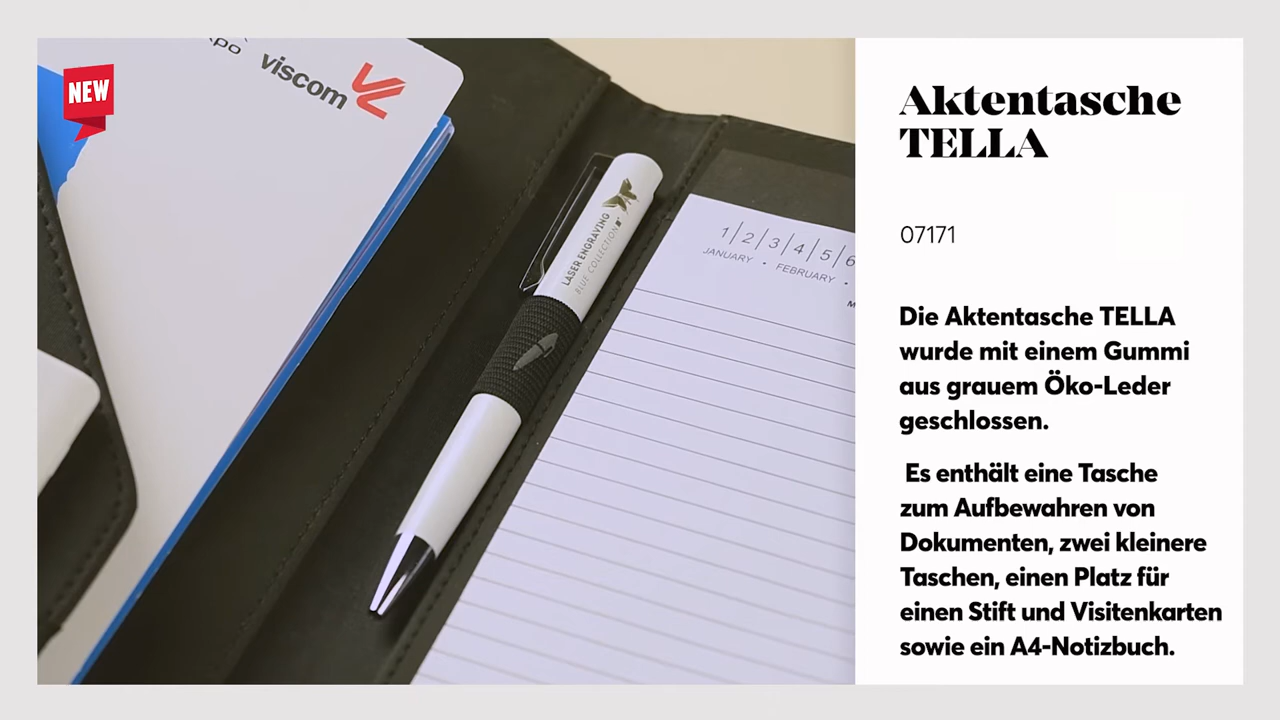 NEW
viscom
LASER ENGRAVING
BLUE COLLECTION
1|2|3|4|5|6
JANUARY • FEBRUARY •
Aktentasche
TELLA
07171
Die Aktentasche TELLA
wurde mit einem Gummi
aus grauem Öko-Leder
geschlossen.
Es enthält eine Tasche
zum Aufbewahren von
Dokumenten, zwei kleinere
Taschen, einen Platz für
einen Stift und Visitenkarten
sowie ein A4-Notizbuch.